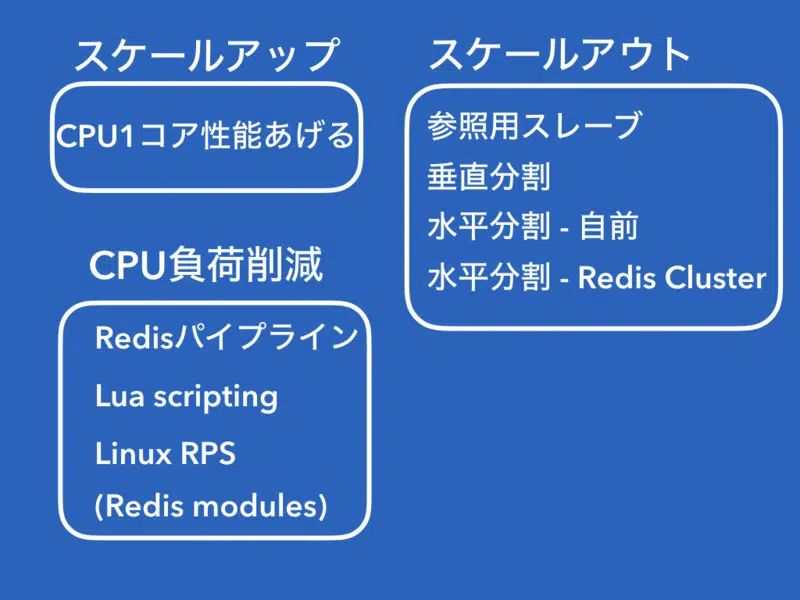 スケールアップ
CPU1コア性能あげる
CPU負荷削減
Redisパイプライン
Lua scripting
Linux RPS
(Redis modules)
スケールアウト
参照用スレーブ
垂直分割
水平分割 - 自前
水平分割 - Redis Cluster